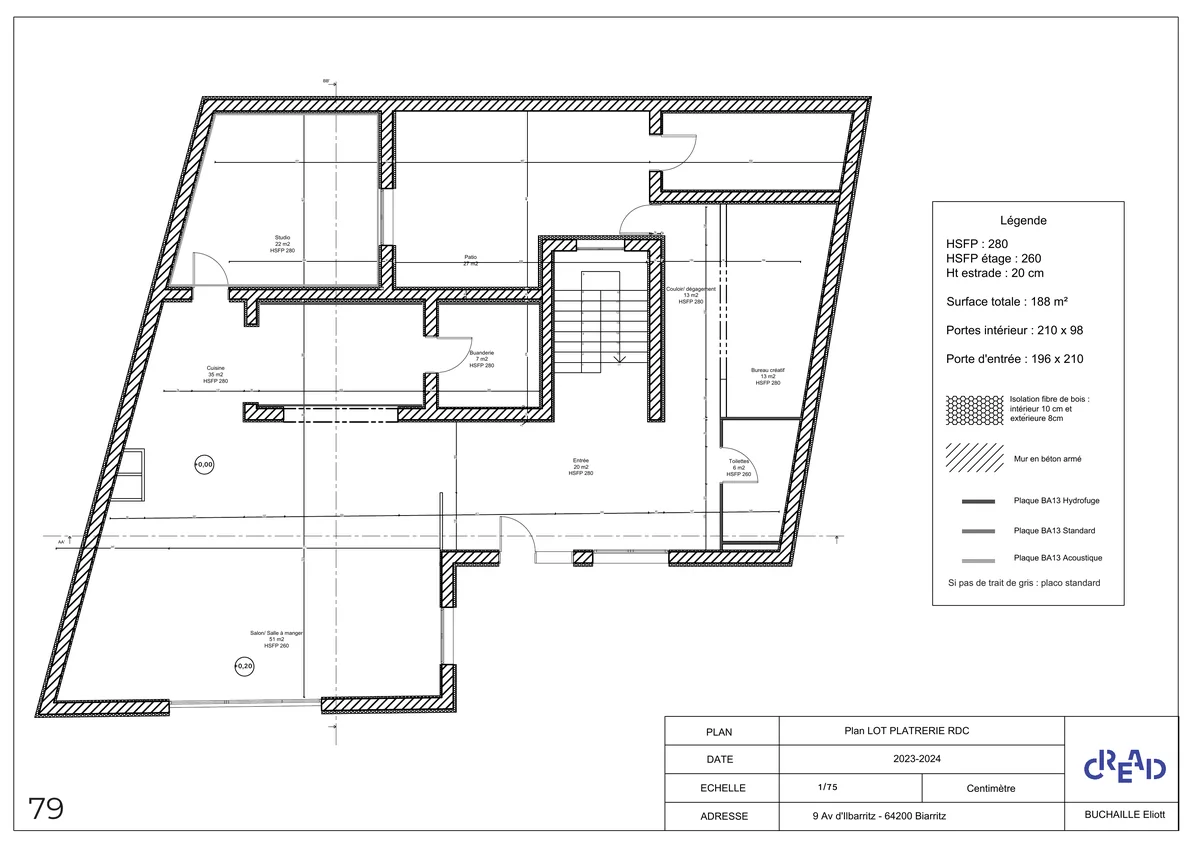 BB'
Studio
22 m2
HSFP 280
Patio
27 m2
Couloir/ dégagement
13 m2
HSFP 280
Buanderie
7 m2
HSFP 280
Cuisine
35 m2
HSFP 280
Bureau créatif
13 m2
HSFP 280
Entrée
20 m2
HSFP 280
Toilettes
6 m2
HSFP 260
+0,00
AA'
Salon/ Salle à manger
51 m2
HSFP 260
+0,20
Légende
HSFP : 280
HSFP étage : 260
Ht estrade : 20 cm
Surface totale : 188 m²
Portes intérieur : 210 x 98
Porte d'entrée : 196 x 210
Isolation fibre de bois :
intérieur 10 cm et
extérieure 8cm
Mur en béton armé
Plaque BA13 Hydrofuge
Plaque BA13 Standard
Plaque BA13 Acoustique
Si pas de trait de gris : placo standard
PLAN
Plan LOT PLATRERIE RDC
DATE
2023-2024
ECHELLE
1/75
Centimètre
ADRESSE
9 Av d'Ilbarritz - 64200 Biarritz
CREAD
BUCHAILLE Eliott
79